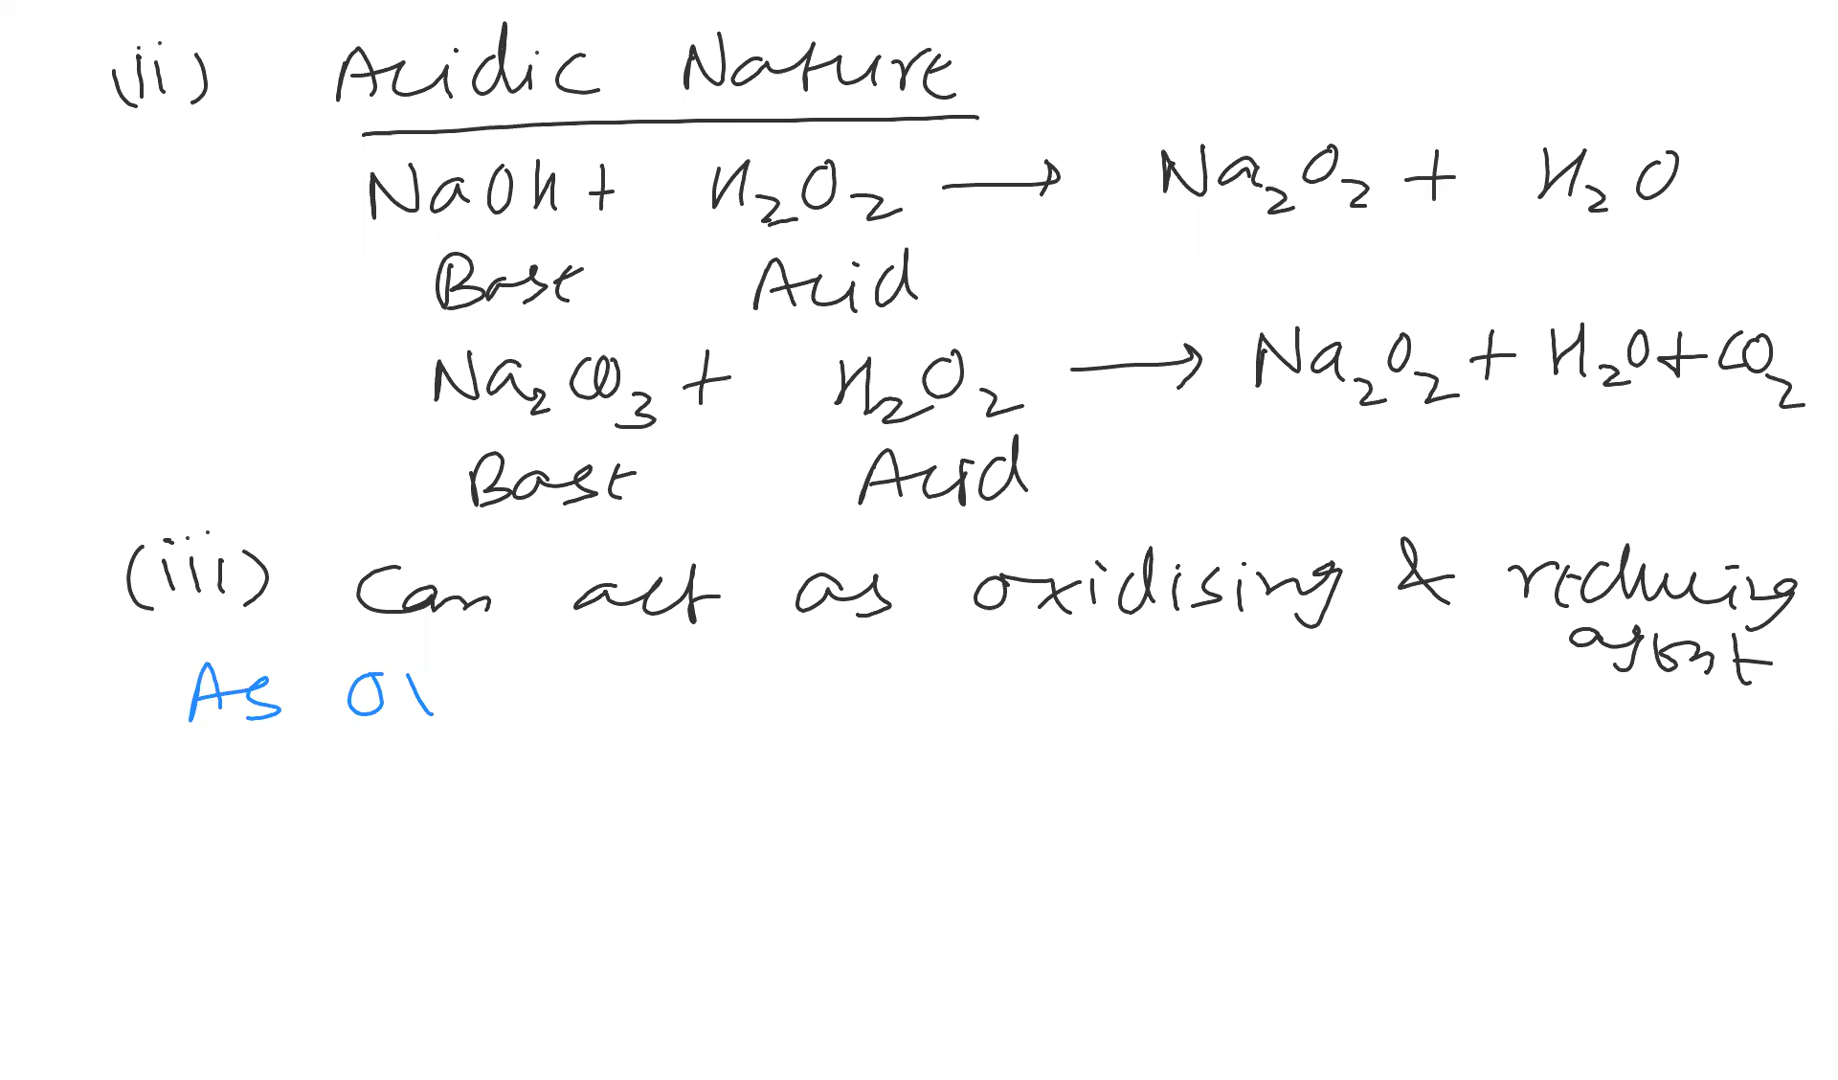 (ii) Acidic Nature
NaOH + H₂O₂ → Na₂O₂ + H₂O
Base Acid
Na₂CO₃ + H₂O₂ → Na₂O₂ + H₂O + CO₂
Base Acid
(iii) Can act as oxidising & reducing
agent
As O\